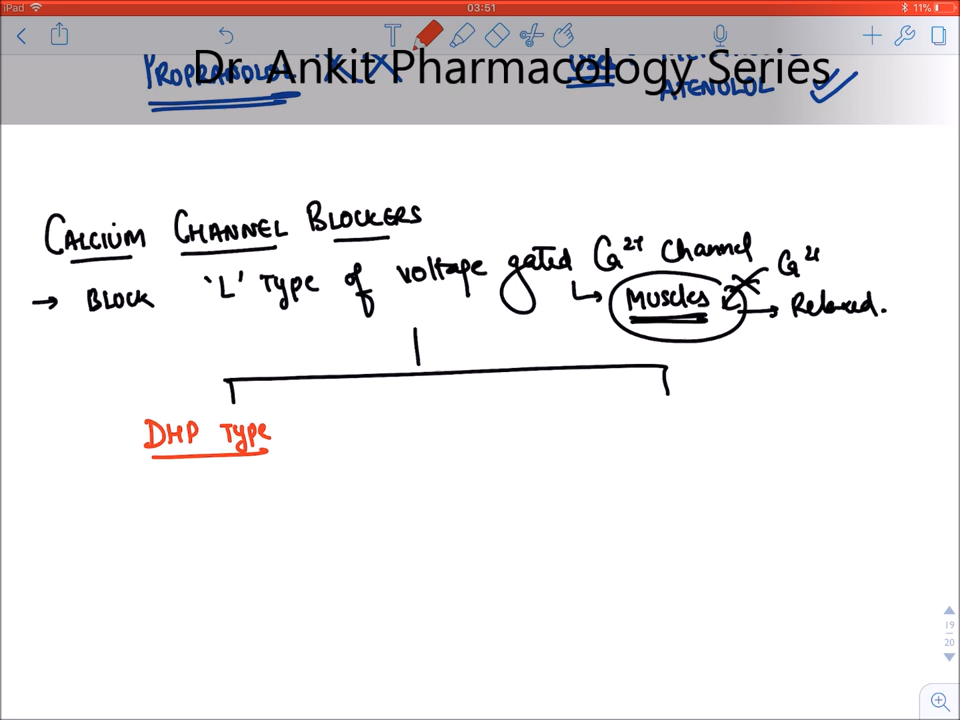 iPad 03:51 11%
T
Dr. Ankit Pharmacology Series
PROPRANOLOL
ATENOLOL
CALCIUM CHANNEL BLOCKERS
→ BLOCK 'L' TYPE of voltage gated Ca²⁺ Channel
↳ Muscles Ca²⁺
→ Relaxed.
DHP Type
19
20